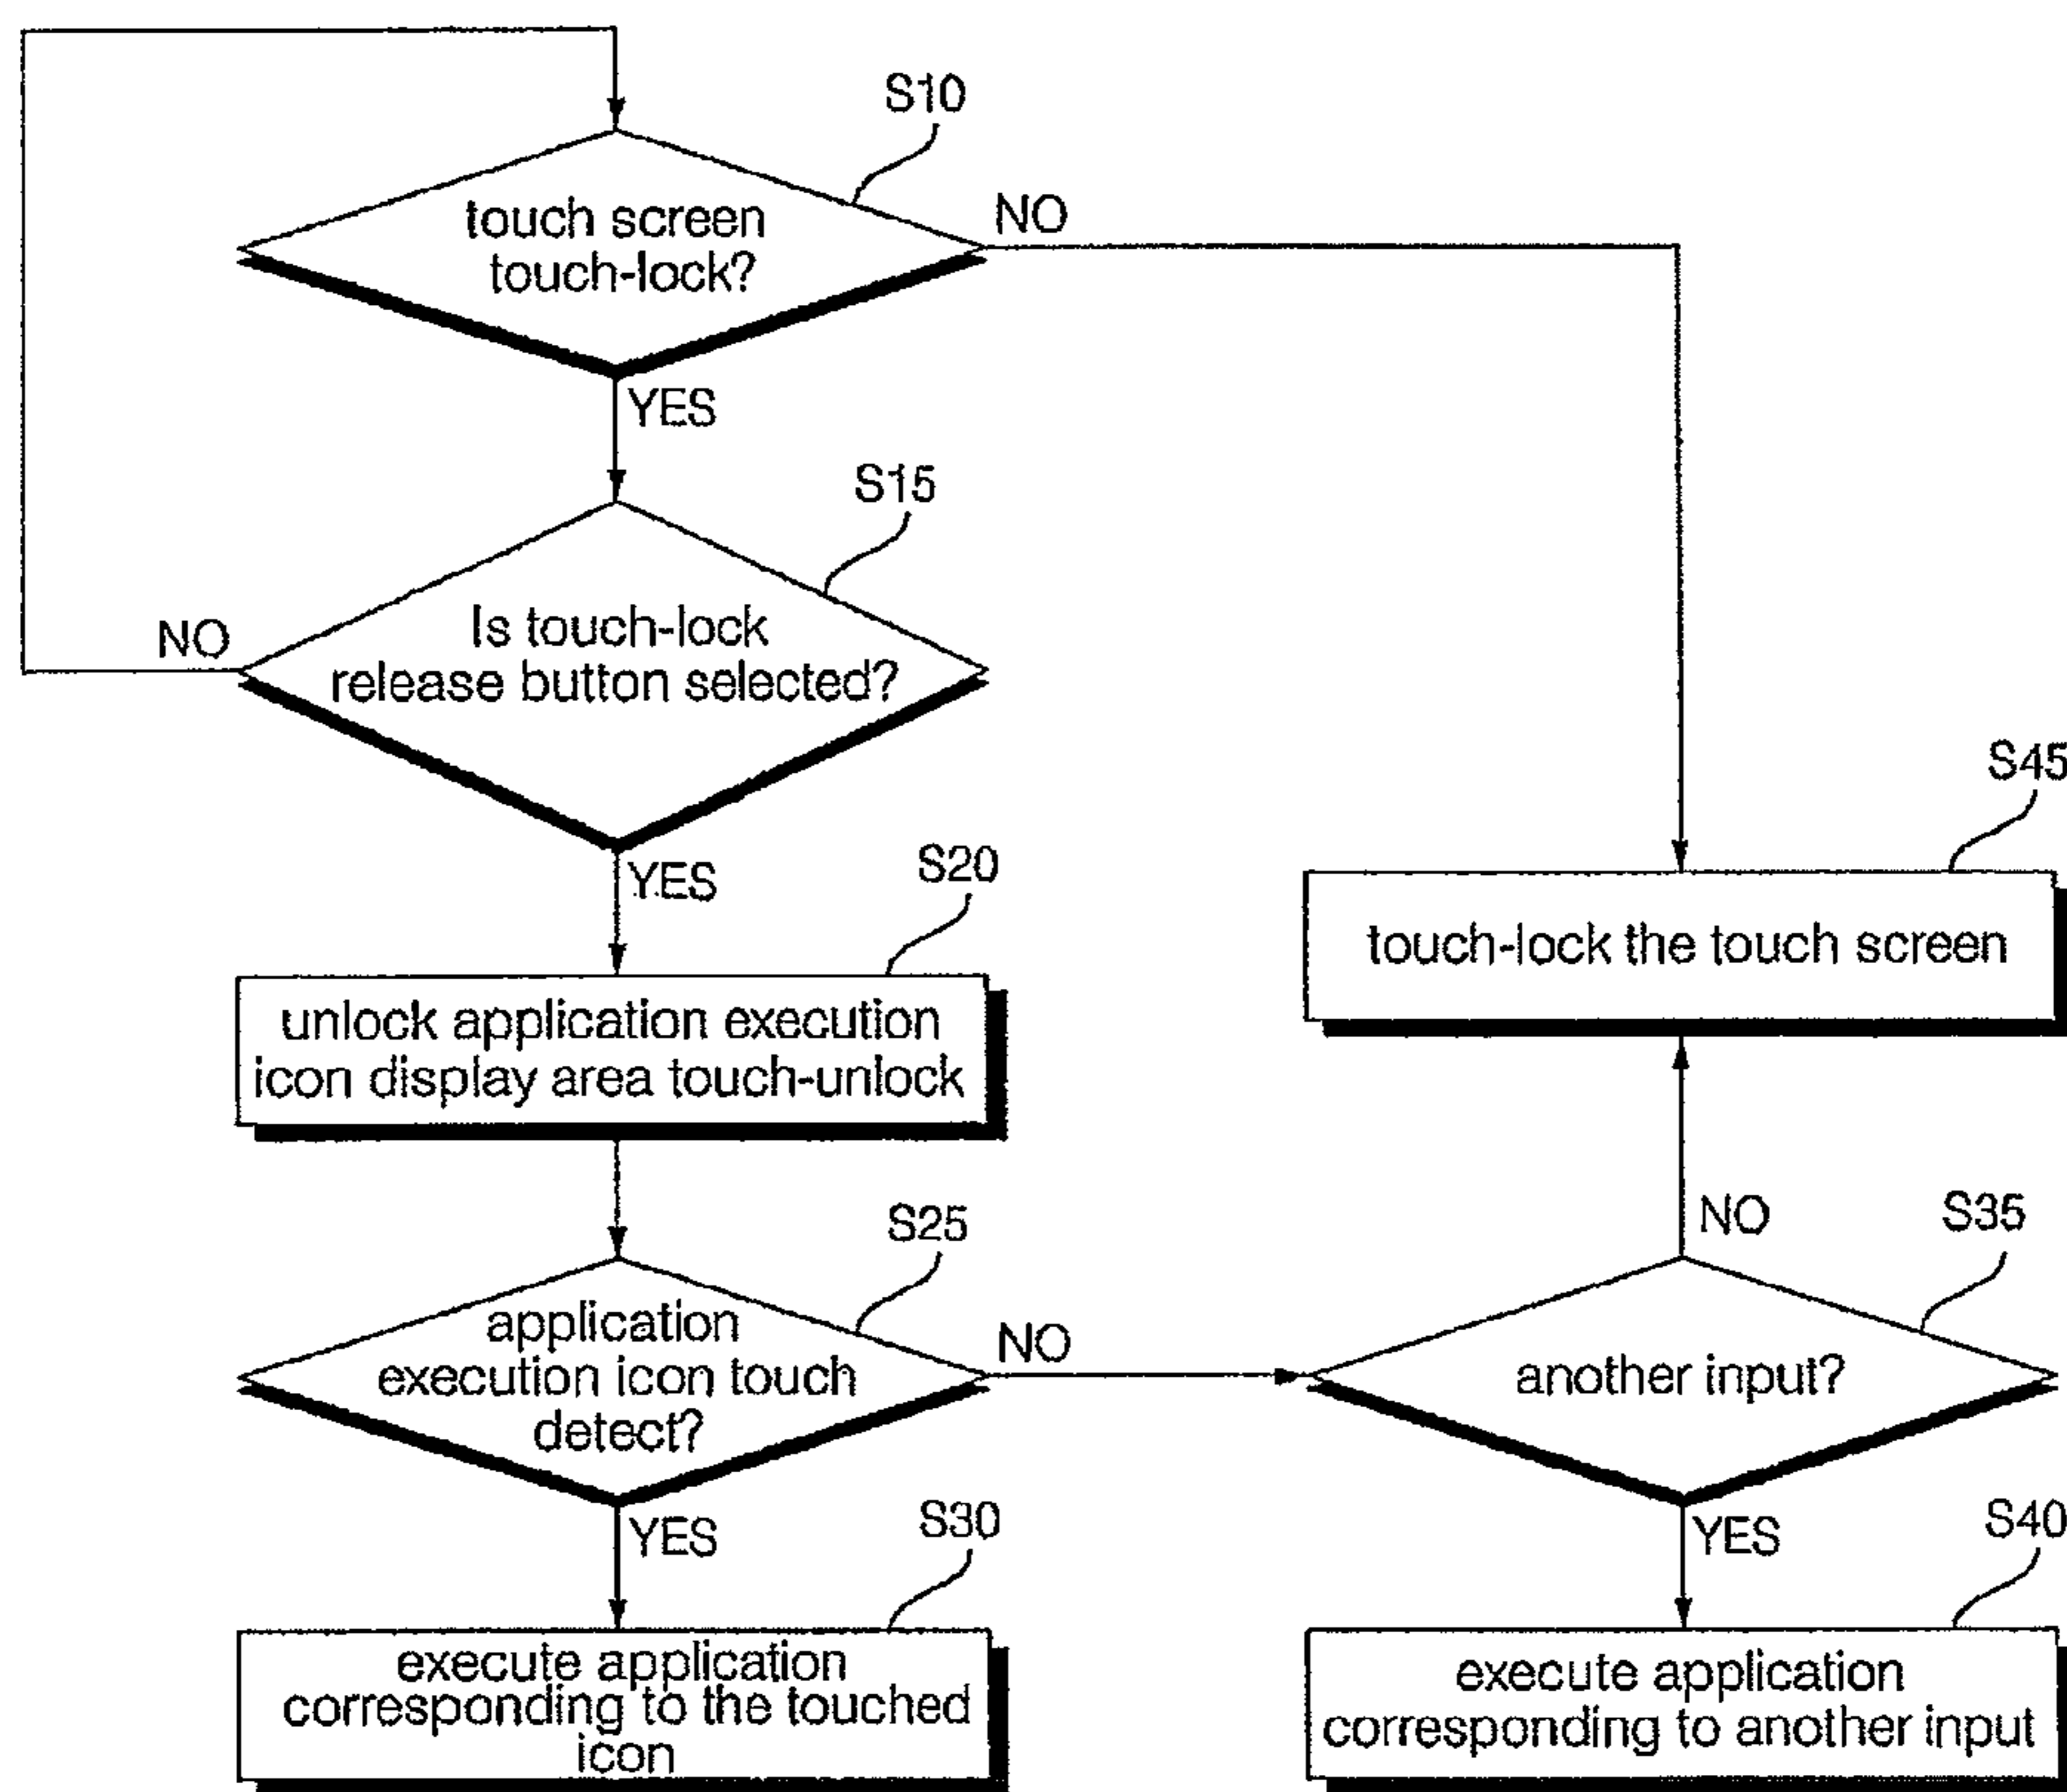 S10
touch screen
touch-lock?
NO
YES
S15
Is touch-lock
release button selected?
NO
YES
S20
unlock application execution
icon display area touch-unlock
S45
touch-lock the touch screen
S25
application
execution icon touch
detect?
NO
YES
S35
another input?
NO
YES
S30
execute application
corresponding to the touched
icon
S40
execute application
corresponding to another input